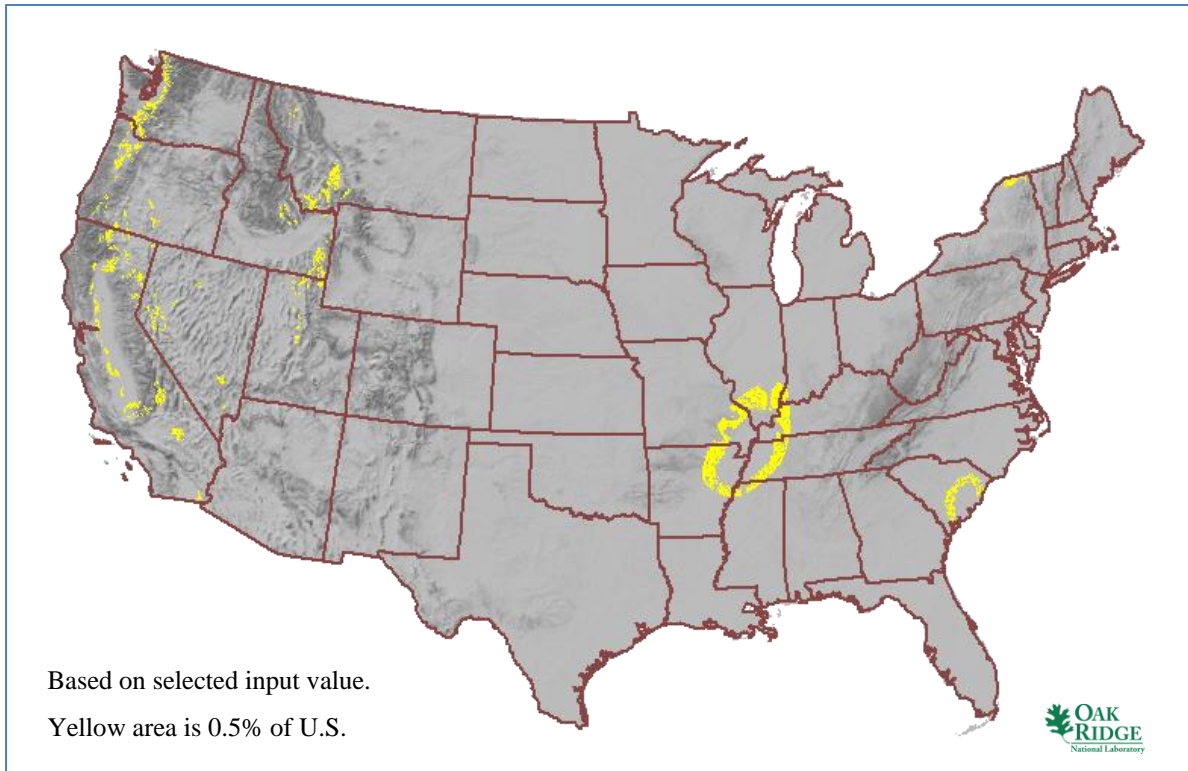 Based on selected input value.
Yellow area is 0.5% of U.S.
OAK
RIDGE
National Laboratory